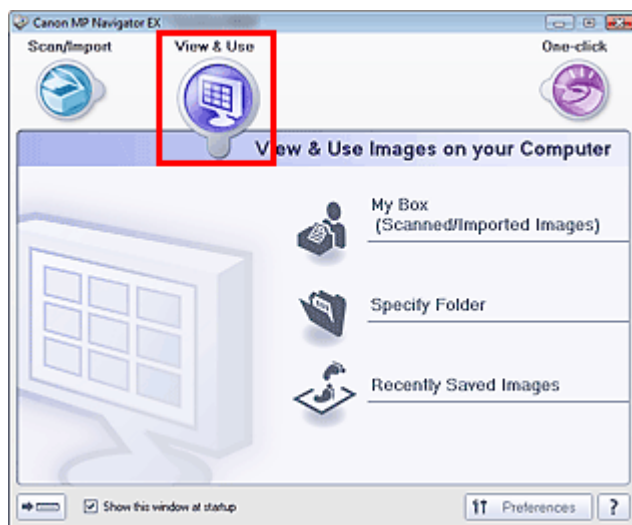 Canon MP Navigator EX
Scan/Import
View & Use
One-click
View & Use Images on your Computer
My Box
(Scanned/Imported Images)
Specify Folder
Recently Saved Images
Show this window at startup
Preferences
?